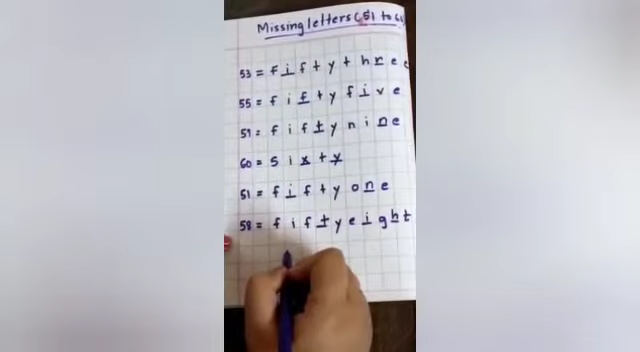 Missing letters (51 to 60)
53 = fifty three
55 = fifty five
59 = fifty nine
60 = sixty
51 = fifty one
58 = fifty eight